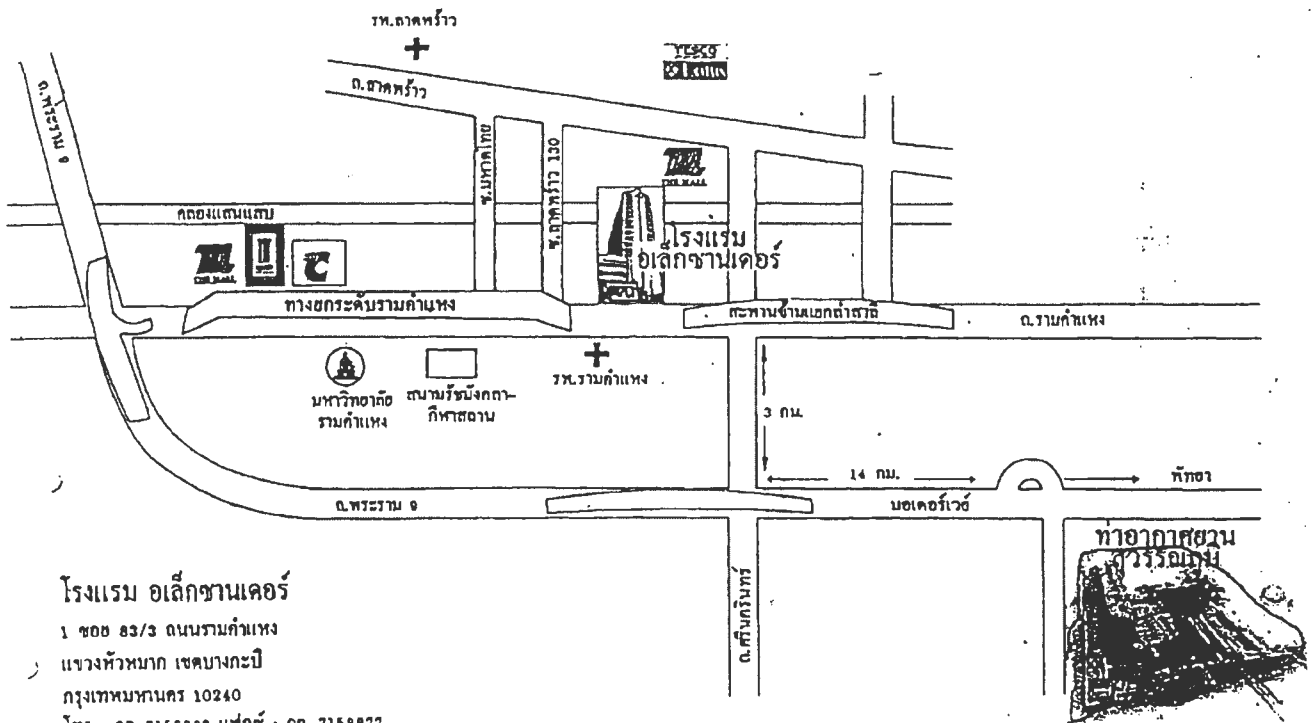 รพ.ลาดพร้าว
ถ.ลาดพร้าว
ถ.พระราม 9
ซ.มหาดไทย
ซ.ลาดพร้าว 130
THE MALL
คลองแสนแสบ
THE MALL
C
โรงแรม
อเล็กซานเดอร์
ทางยกระดับรามคำแหง
สะพานข้ามแยกลำสาลี
ถ.รามคำแหง
มหาวิทยาลัย
รามคำแหง
สนามรัชมังคลา-
กีฬาสถาน
รพ.รามคำแหง
3 กม.
14 กม.
พัทยา
ถ.พระราม 9
มอเตอร์เวย์
ถ.ศรีนครินทร์
ท่าอากาศยาน
สุวรรณภูมิ
โรงแรม อเล็กซานเดอร์
1 ซอย 83/3 ถนนรามคำแหง
แขวงหัวหมาก เขตบางกะปิ
กรุงเทพมหานคร 10240